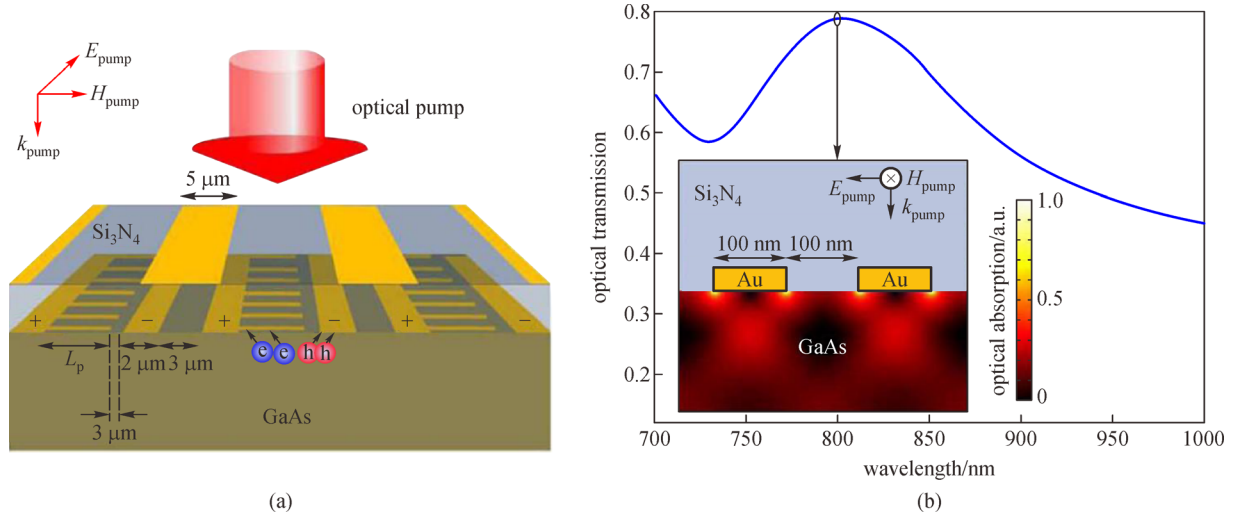 E_pump
H_pump
k_pump
optical pump
5 μm
Si₃N₄
+ − + − + −
e e h h
L_p
2 μm 3 μm
GaAs
3 μm
(a)
0.8
0.7
0.6
0.5
0.4
0.3
0.2
optical transmission
700 750 800 850 900 950 1000
wavelength/nm
Si₃N₄
E_pump
H_pump
k_pump
100 nm 100 nm
Au Au
GaAs
optical absorption/a.u.
1.0
0.5
0
(b)